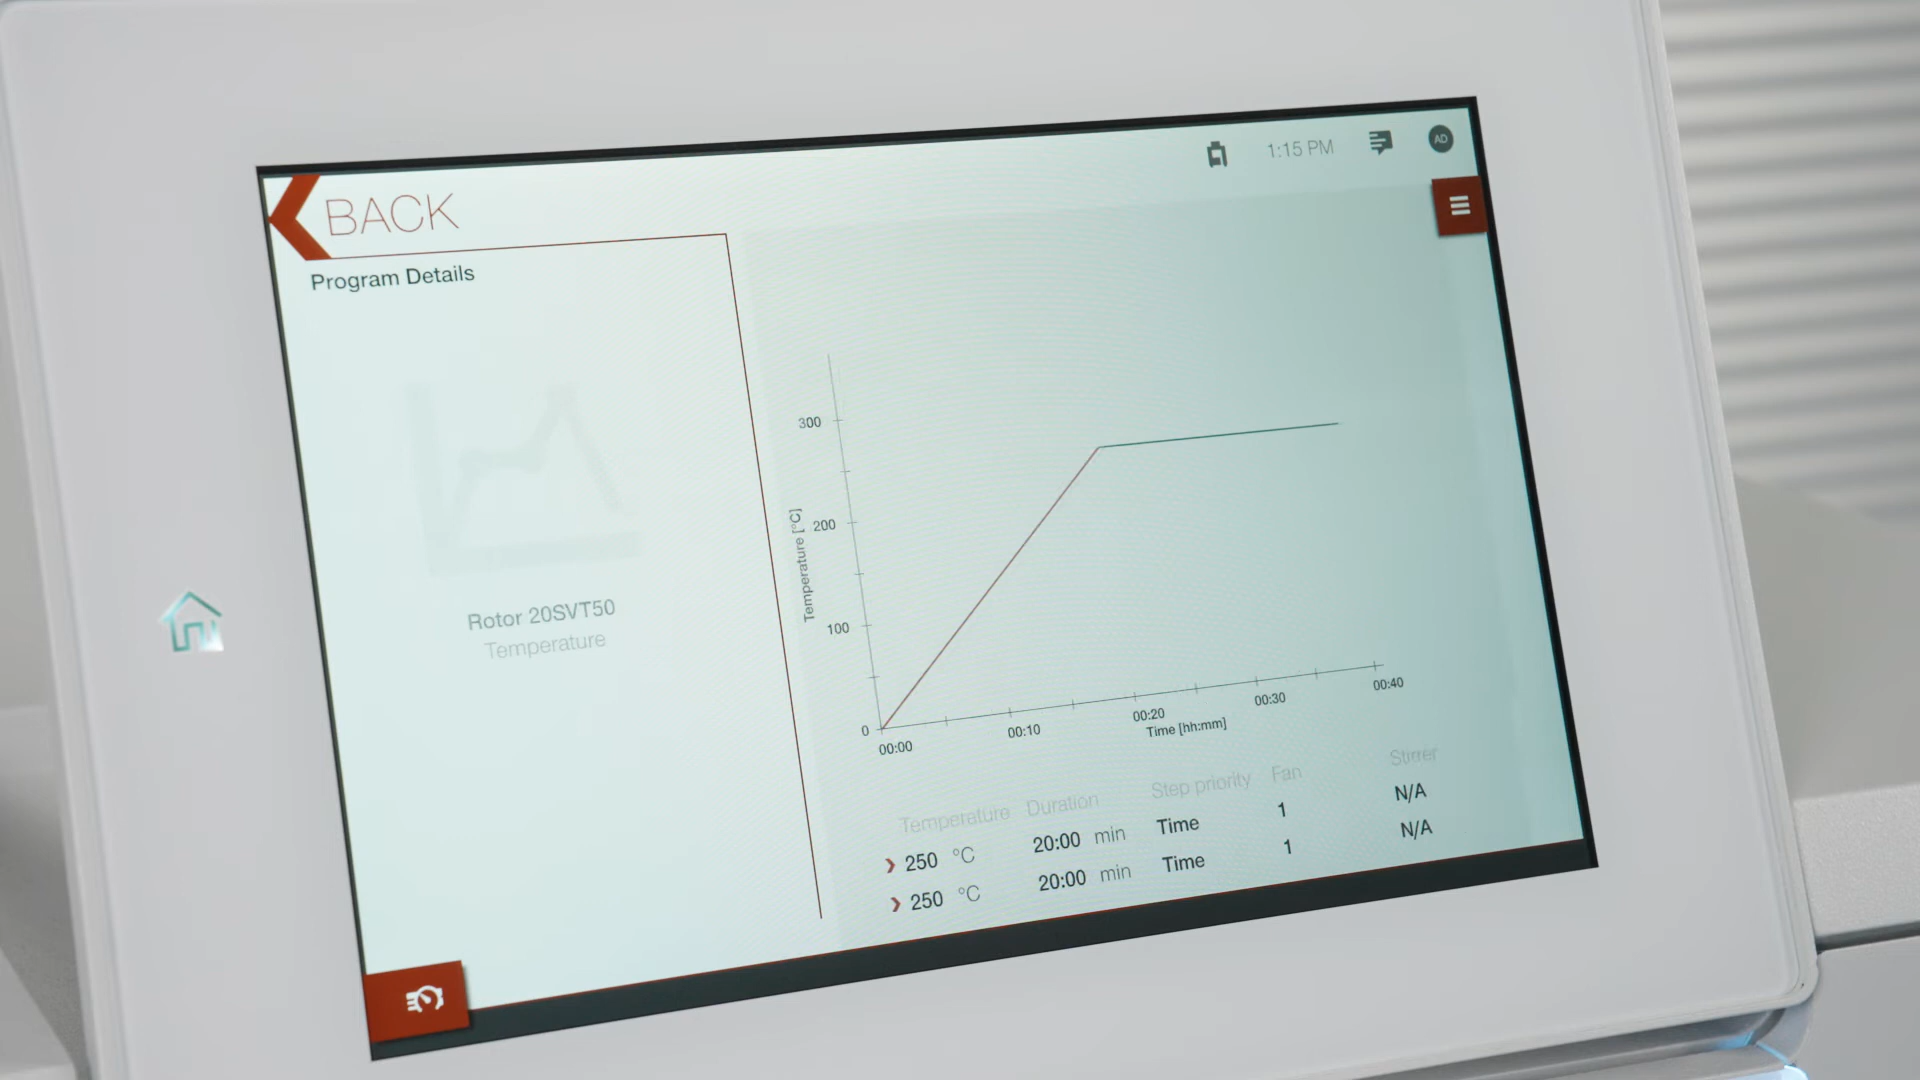 1:15 PM
AD
BACK
Program Details
Rotor 20SVT50
Temperature
Temperature [°C]
300
200
100
0
00:00
00:10
00:20
00:30
00:40
Time [hh:mm]
Temperature Duration Step priority Fan Stirrer
250 °C 20:00 min Time 1 N/A
250 °C 20:00 min Time 1 N/A